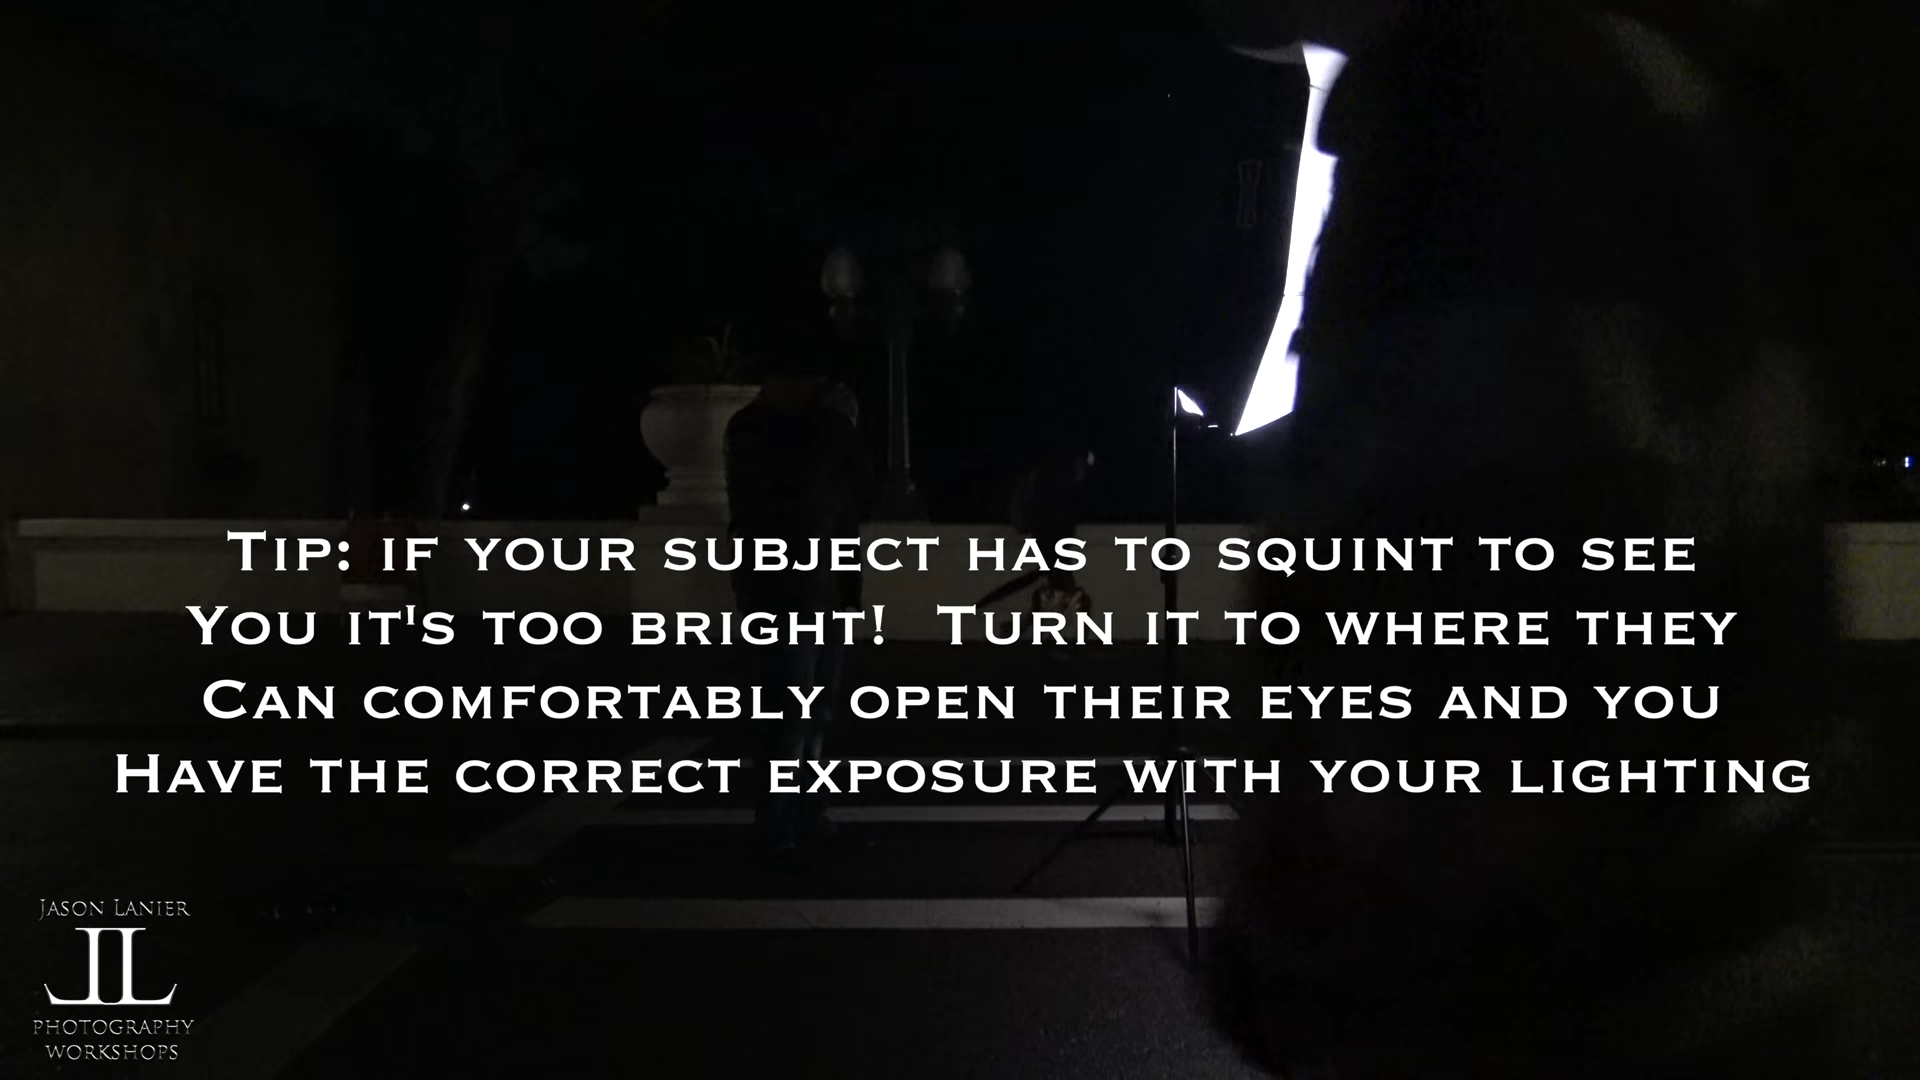 Tip: if your subject has to squint to see
You it's too bright!  Turn it to where they
Can comfortably open their eyes and you
Have the correct exposure with your lighting
Jason Lanier
JL
Photography
Workshops